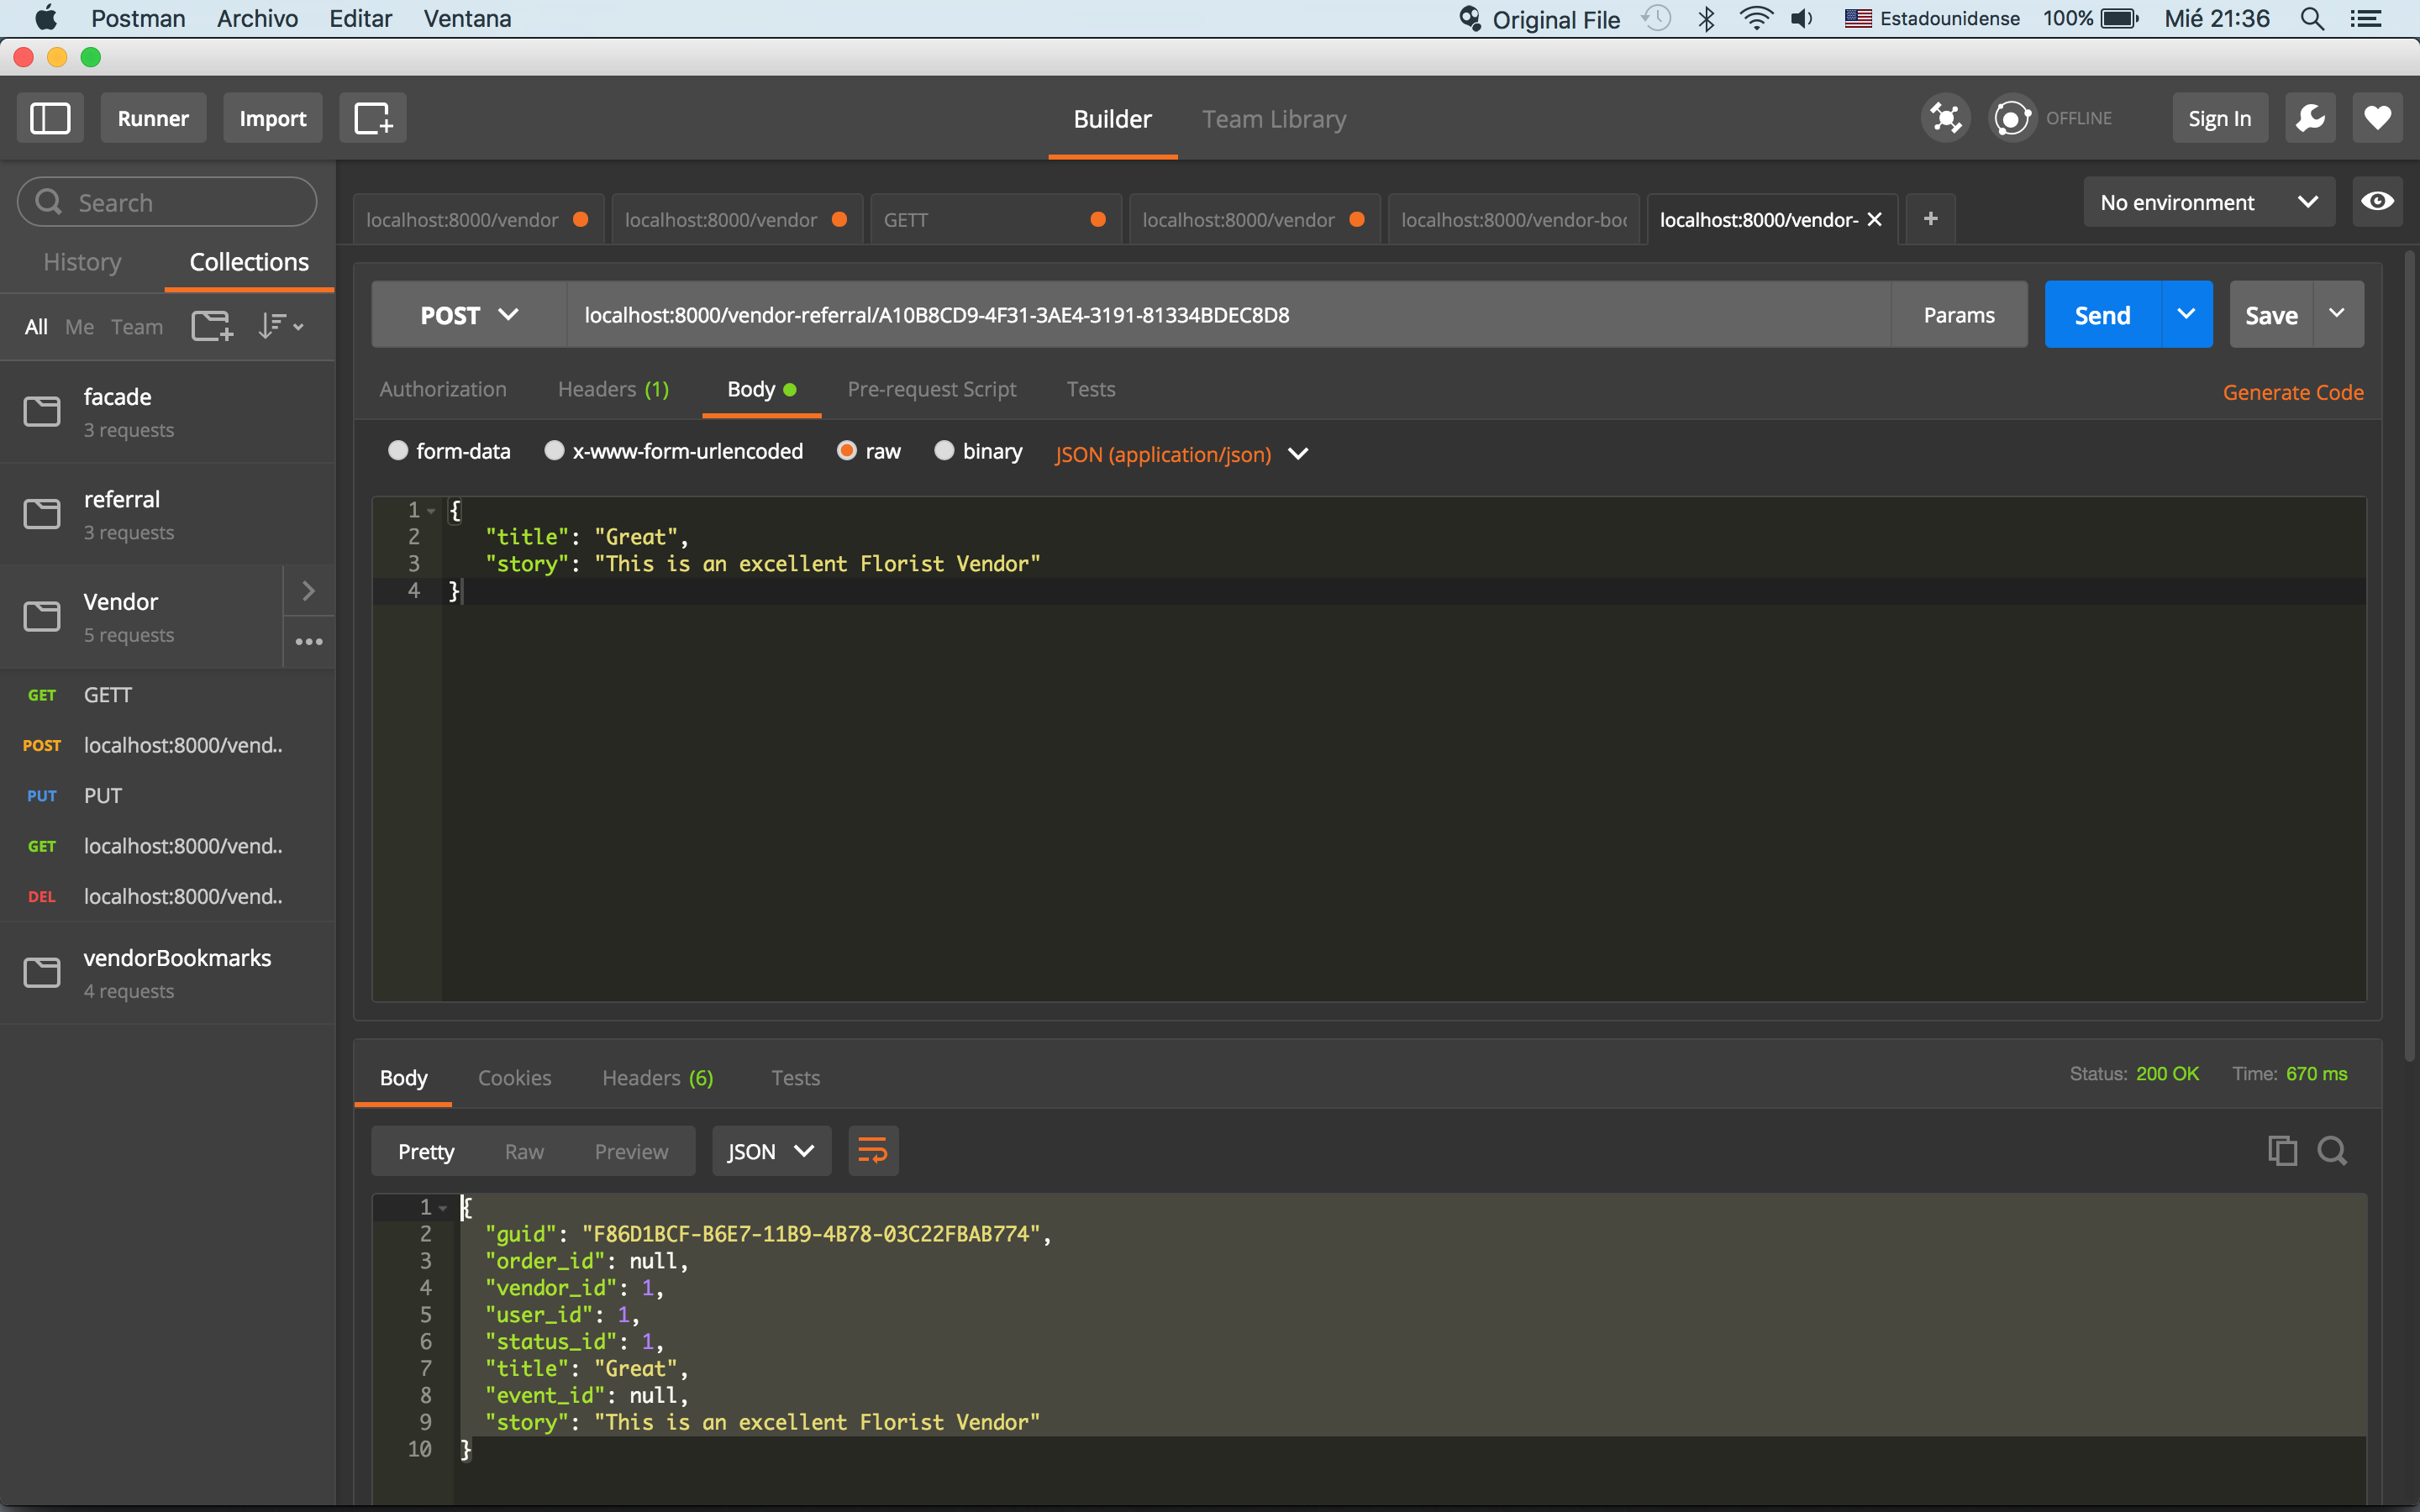 Postman Archivo Editar Ventana Original File Estadounidense 100% Mié 21:36
Runner Import Builder Team Library OFFLINE Sign In
Search
localhost:8000/vendor localhost:8000/vendor GETT localhost:8000/vendor localhost:8000/vendor-boo localhost:8000/vendor- + No environment
History Collections
All Me Team
facade
3 requests
referral
3 requests
Vendor
5 requests
GET GETT
POST localhost:8000/vend..
PUT PUT
GET localhost:8000/vend..
DEL localhost:8000/vend..
vendorBookmarks
4 requests
POST localhost:8000/vendor-referral/A10B8CD9-4F31-3AE4-3191-81334BDEC8D8 Params Send Save
Authorization Headers (1) Body Pre-request Script Tests Generate Code
form-data x-www-form-urlencoded raw binary JSON (application/json)
1 {
2 "title": "Great",
3 "story": "This is an excellent Florist Vendor"
4 }
Body Cookies Headers (6) Tests Status: 200 OK Time: 670 ms
Pretty Raw Preview JSON
1 {
2 "guid": "F86D1BCF-B6E7-11B9-4B78-03C22FBAB774",
3 "order_id": null,
4 "vendor_id": 1,
5 "user_id": 1,
6 "status_id": 1,
7 "title": "Great",
8 "event_id": null,
9 "story": "This is an excellent Florist Vendor"
10 }